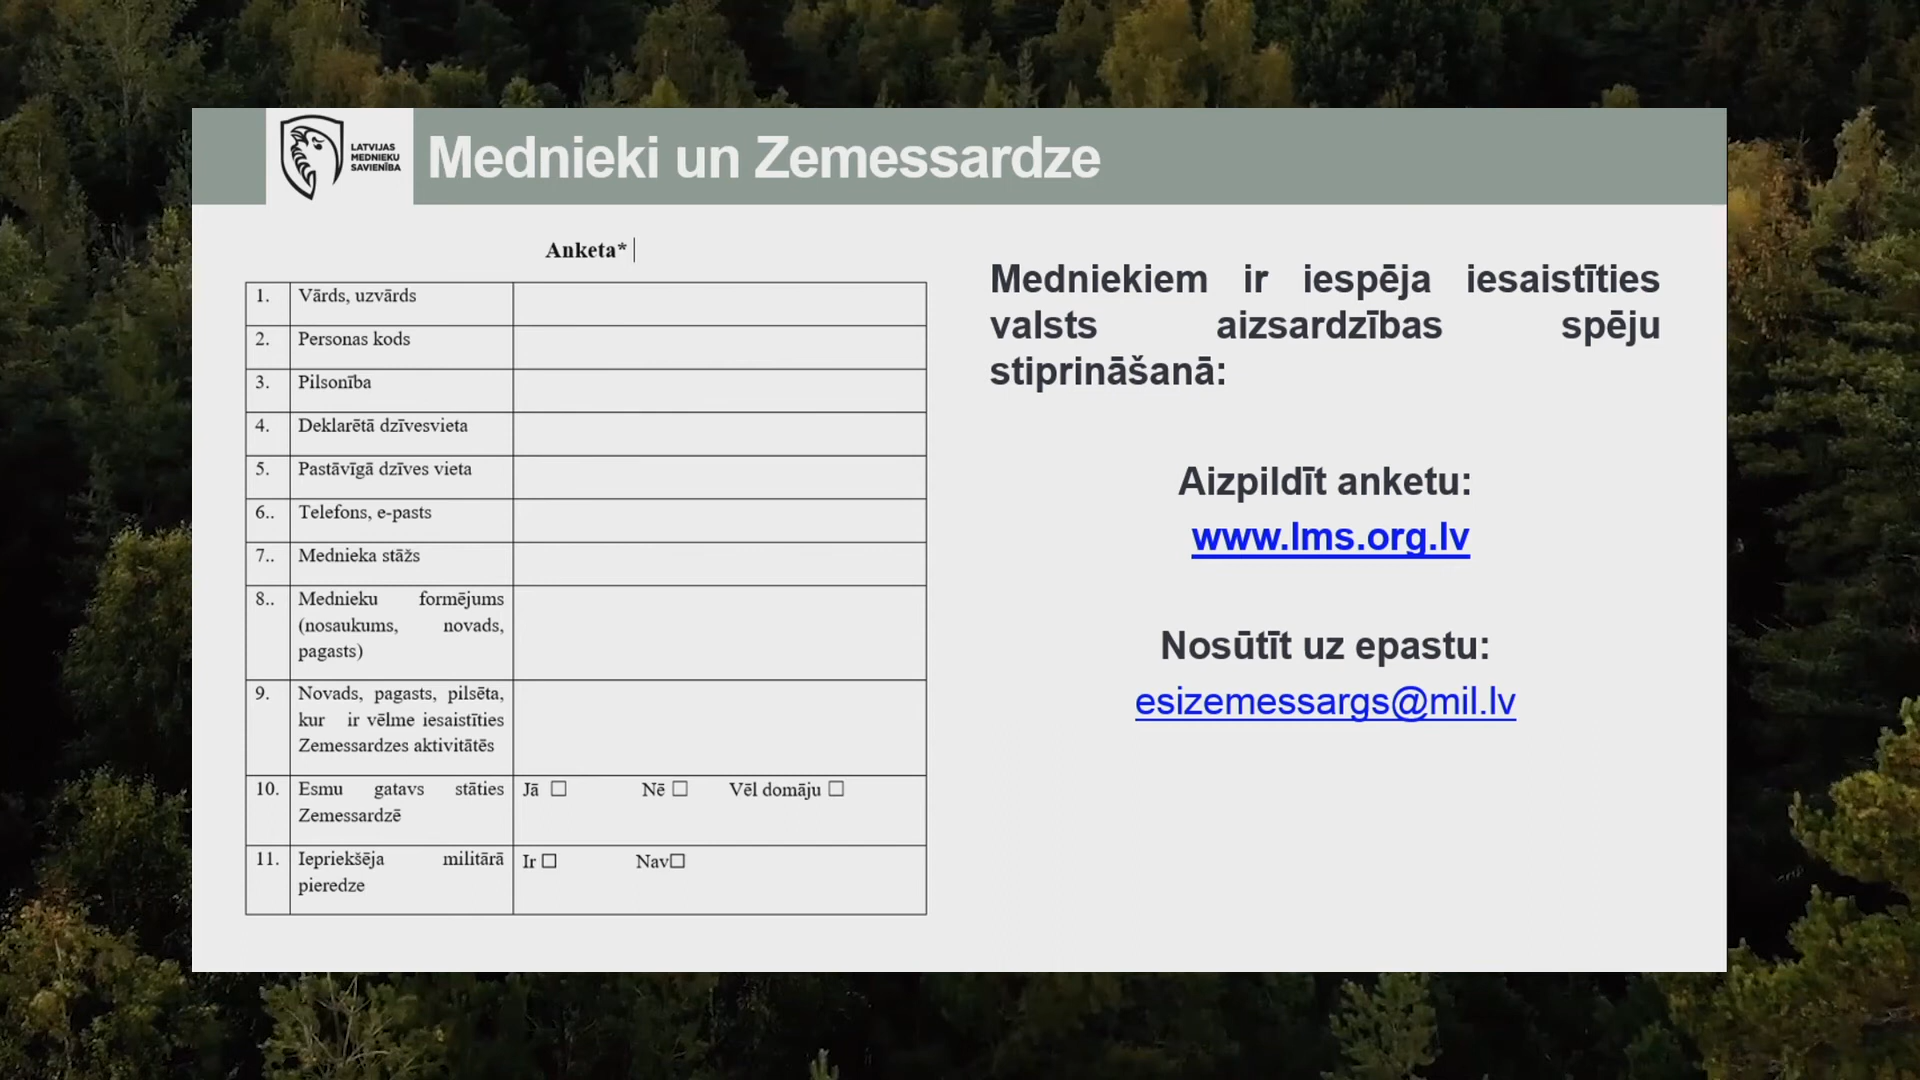 LATVIJAS
MEDNIEKU
SAVIENĪBA
Mednieki un Zemessardze
Anketa*
1. Vārds, uzvārds
2. Personas kods
3. Pilsonība
4. Deklarētā dzīvesvieta
5. Pastāvīgā dzīves vieta
6.. Telefons, e-pasts
7.. Mednieka stāžs
8.. Mednieku formējums
(nosaukums, novads,
pagasts)
9. Novads, pagasts, pilsēta,
kur ir vēlme iesaistīties
Zemessardzes aktivitātēs
10. Esmu gatavs stāties Jā ☐ Nē ☐ Vēl domāju ☐
Zemessardzē
11. Iepriekšēja militārā Ir ☐ Nav☐
pieredze
Medniekiem ir iespēja iesaistīties
valsts aizsardzības spēju
stiprināšanā:
Aizpildīt anketu:
www.lms.org.lv
Nosūtīt uz epastu:
esizemessargs@mil.lv